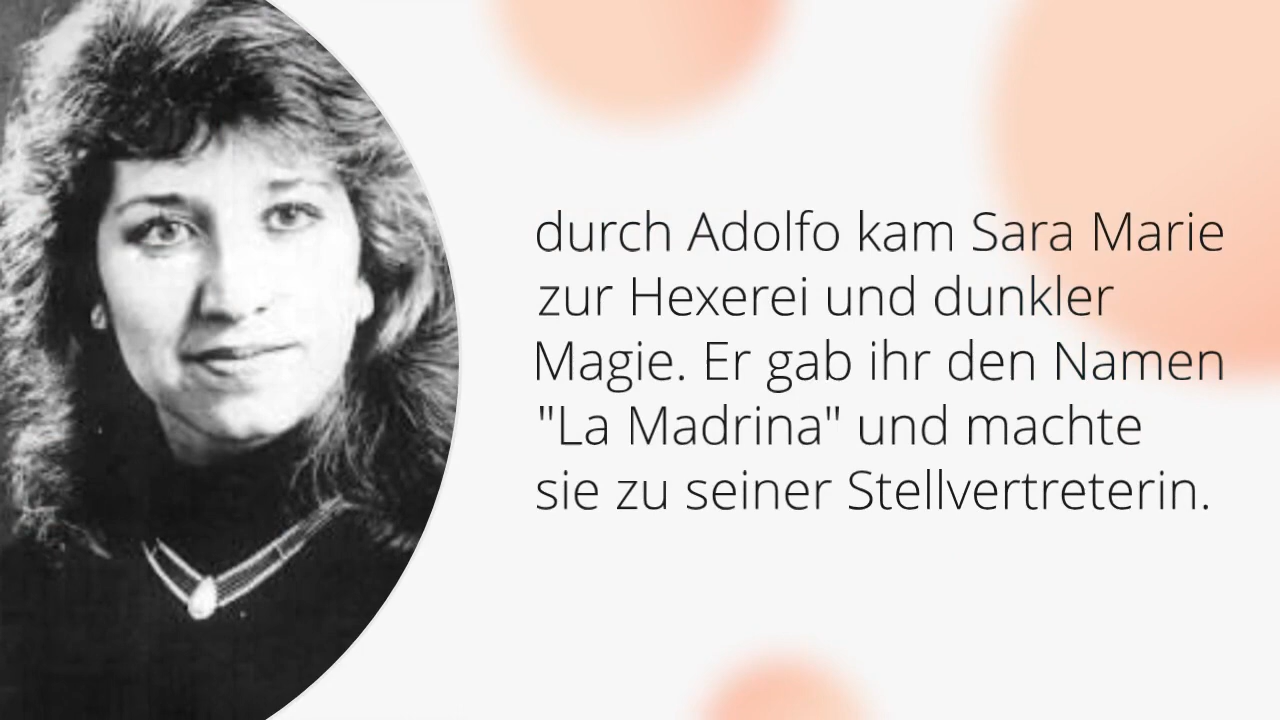 durch Adolfo kam Sara Marie
zur Hexerei und dunkler
Magie. Er gab ihr den Namen
"La Madrina" und machte
sie zu seiner Stellvertreterin.